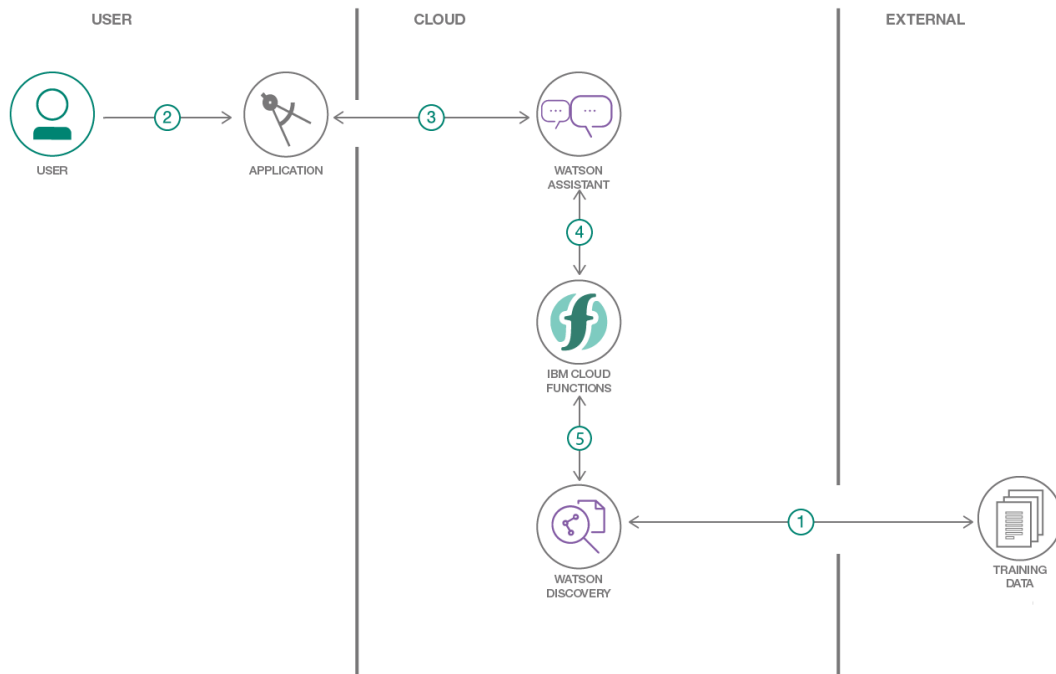 USER
CLOUD
EXTERNAL
2
3
USER
APPLICATION
WATSON
ASSISTANT
4
IBM CLOUD
FUNCTIONS
5
1
WATSON
DISCOVERY
TRAINING
DATA